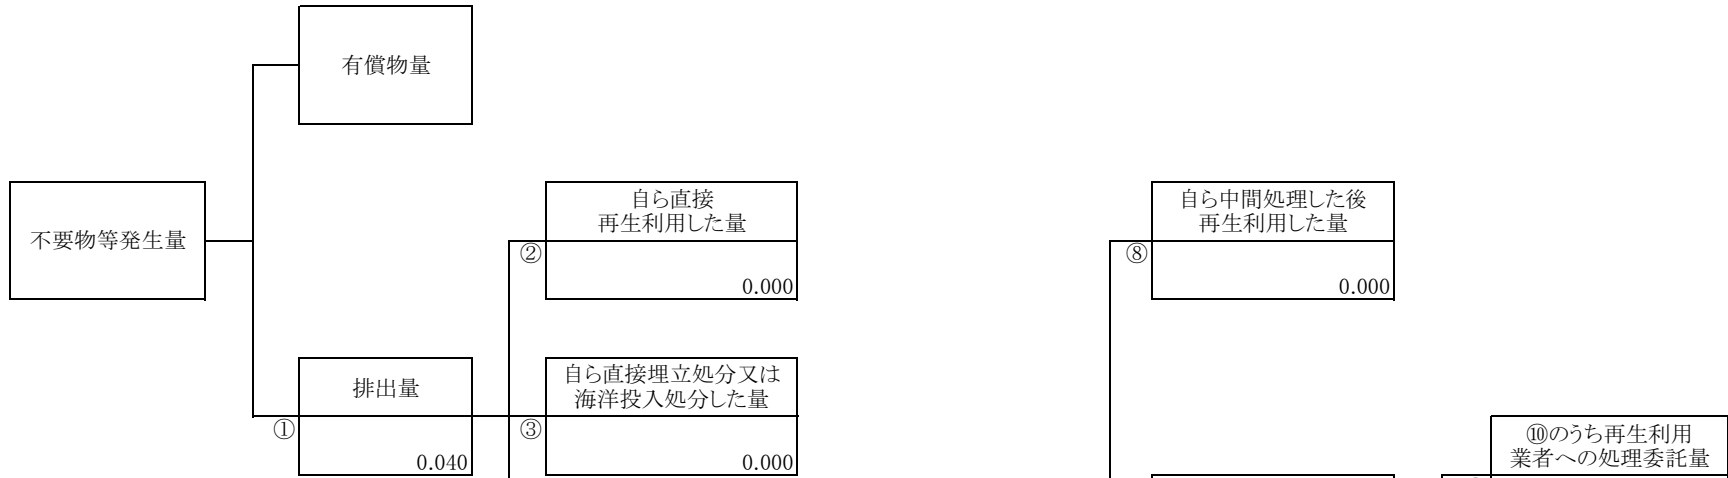 有償物量
不要物等発生量
自ら直接
再生利用した量
②
0.000
自ら中間処理した後
再生利用した量
⑧
0.000
排出量
①
0.040
自ら直接埋立処分又は
海洋投入処分した量
③
0.000
⑩のうち再生利用
業者への処理委託量